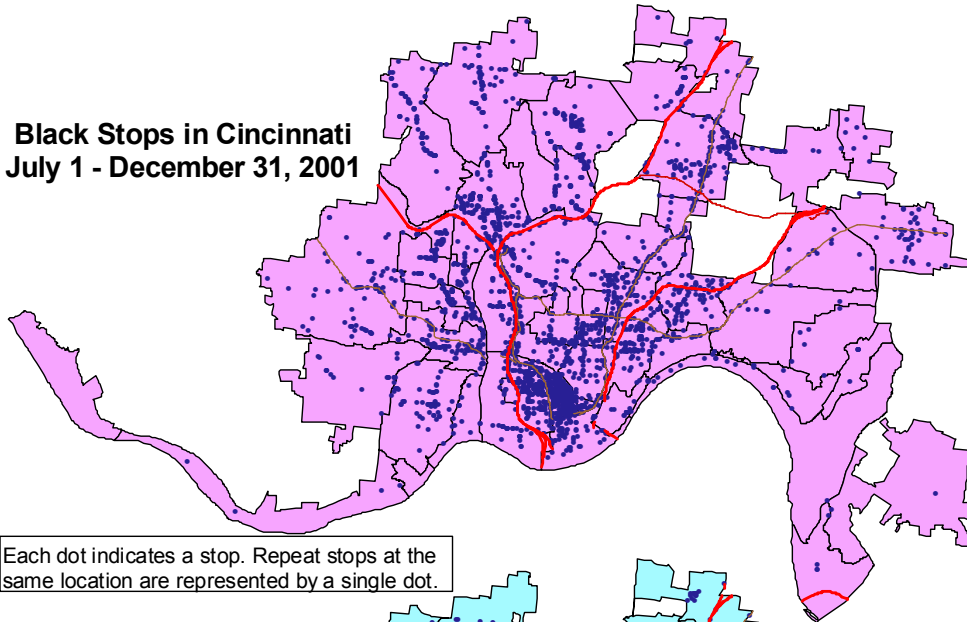 Black Stops in Cincinnati
July 1 - December 31, 2001
Each dot indicates a stop. Repeat stops at the
same location are represented by a single dot.